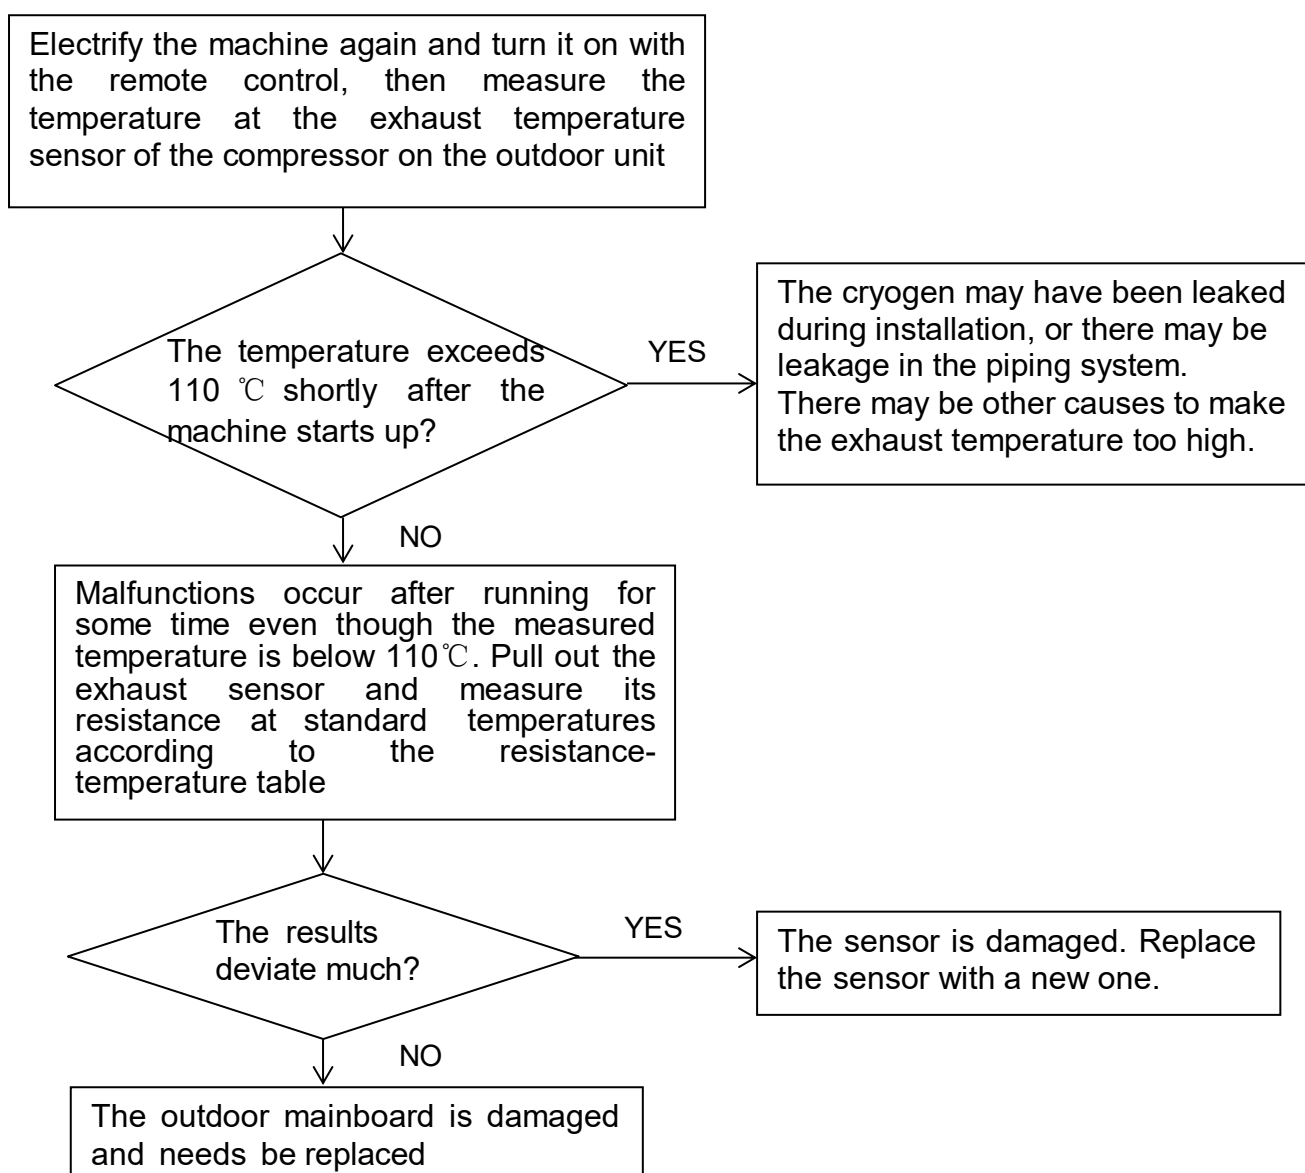 Electrify the machine again and turn it on with
the remote control, then measure the
temperature at the exhaust temperature
sensor of the compressor on the outdoor unit
The temperature exceeds
110 ℃ shortly after the
machine starts up?
YES
The cryogen may have been leaked
during installation, or there may be
leakage in the piping system.
There may be other causes to make
the exhaust temperature too high.
NO
Malfunctions occur after running for
some time even though the measured
temperature is below 110℃. Pull out the
exhaust sensor and measure its
resistance at standard temperatures
according to the resistance-
temperature table
The results
deviate much?
YES
The sensor is damaged. Replace
the sensor with a new one.
NO
The outdoor mainboard is damaged
and needs be replaced